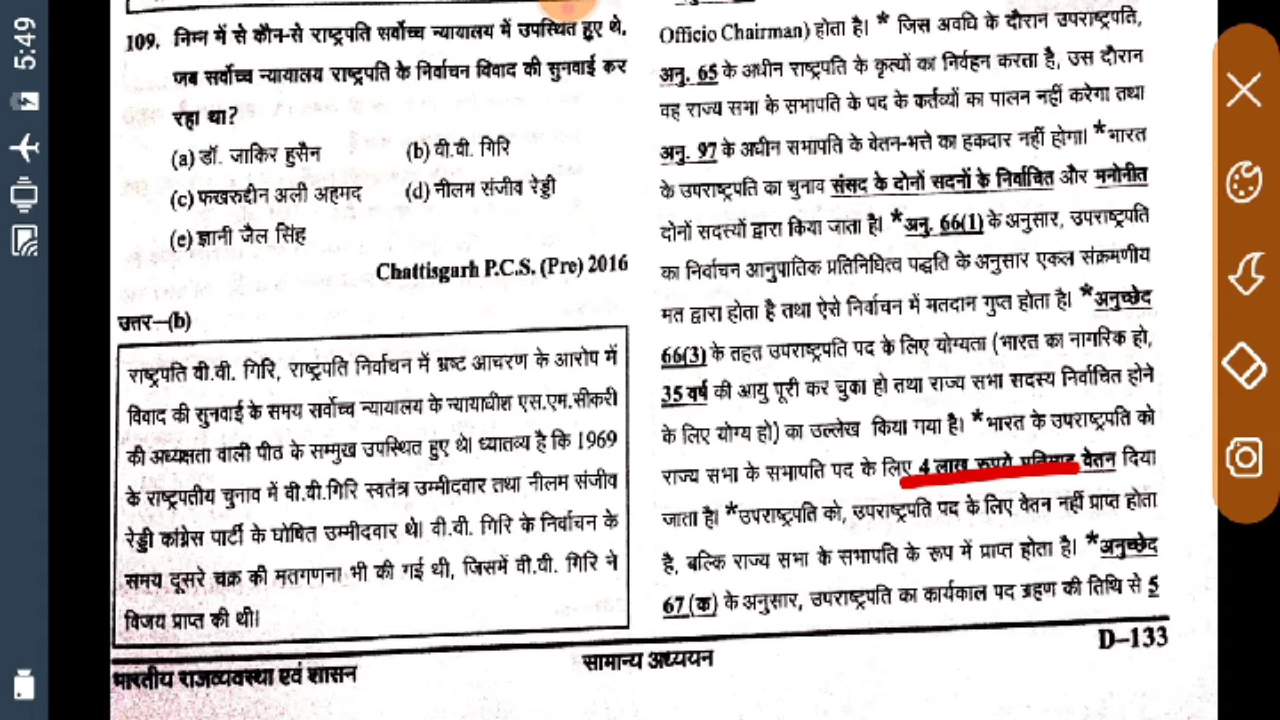 5:49
109. निम्न में से कौन-से राष्ट्रपति सर्वोच्च न्यायालय में उपस्थित हुए थे,
जब सर्वोच्च न्यायालय राष्ट्रपति के निर्वाचन विवाद की सुनवाई कर
रहा था?
(a) डॉ. जाकिर हुसैन (b) वी.वी. गिरि
(c) फखरुद्दीन अली अहमद (d) नीलम संजीव रेड्डी
(e) ज्ञानी जैल सिंह
Chattisgarh P.C.S. (Pre) 2016
उत्तर—(b)
राष्ट्रपति वी.वी. गिरि, राष्ट्रपति निर्वाचन में भ्रष्ट आचरण के आरोप में
विवाद की सुनवाई के समय सर्वोच्च न्यायालय के न्यायाधीश एस.एम.सीकरी
की अध्यक्षता वाली पीठ के सम्मुख उपस्थित हुए थे। ध्यातव्य है कि 1969
के राष्ट्रपतीय चुनाव में वी.वी.गिरि स्वतंत्र उम्मीदवार तथा नीलम संजीव
रेड्डी कांग्रेस पार्टी के घोषित उम्मीदवार थे। वी.वी. गिरि के निर्वाचन के
समय दूसरे चक्र की मतगणना भी की गई थी, जिसमें वी.वी. गिरि ने
विजय प्राप्त की थी।
Officio Chairman) होता है। * जिस अवधि के दौरान उपराष्ट्रपति,
अनु. 65 के अधीन राष्ट्रपति के कृत्यों का निर्वहन करता है, उस दौरान
वह राज्य सभा के सभापति के पद के कर्तव्यों का पालन नहीं करेगा तथा
अनु. 97 के अधीन सभापति के वेतन-भत्ते का हकदार नहीं होगा। *भारत
के उपराष्ट्रपति का चुनाव संसद के दोनों सदनों के निर्वाचित और मनोनीत
दोनों सदस्यों द्वारा किया जाता है। *अनु. 66(1) के अनुसार, उपराष्ट्रपति
का निर्वाचन आनुपातिक प्रतिनिधित्व पद्धति के अनुसार एकल संक्रमणीय
मत द्वारा होता है तथा ऐसे निर्वाचन में मतदान गुप्त होता है। *अनुच्छेद
66(3) के तहत उपराष्ट्रपति पद के लिए योग्यता (भारत का नागरिक हो,
35 वर्ष की आयु पूरी कर चुका हो तथा राज्य सभा सदस्य निर्वाचित होने
के लिए योग्य हो) का उल्लेख किया गया है। *भारत के उपराष्ट्रपति को
राज्य सभा के सभापति पद के लिए 4 लाख रुपये वेतन दिया
जाता है। *उपराष्ट्रपति को, उपराष्ट्रपति पद के लिए वेतन नहीं प्राप्त होता
है, बल्कि राज्य सभा के सभापति के रूप में प्राप्त होता है। *अनुच्छेद
67(क) के अनुसार, उपराष्ट्रपति का कार्यकाल पद ग्रहण की तिथि से 5
भारतीय राजव्यवस्था एवं शासन
सामान्य अध्ययन
D–133